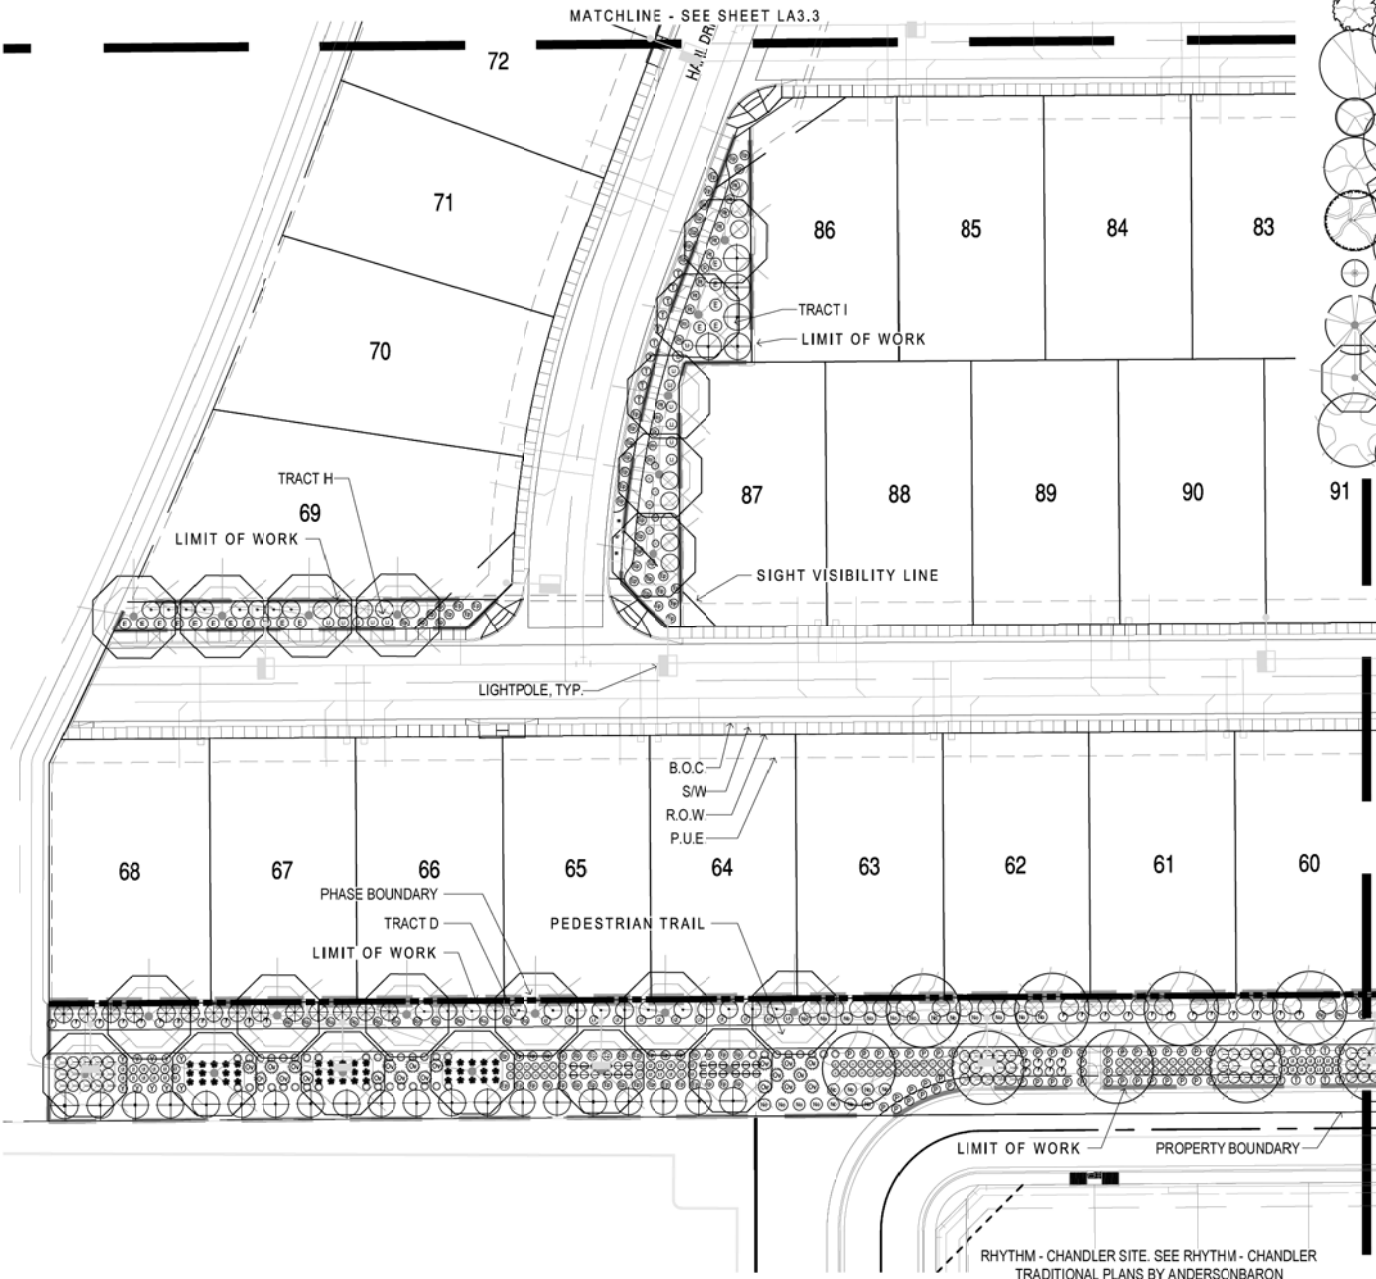 MATCHLINE - SEE SHEET LA3.3
72
71
86
85
84
83
TRACT I
LIMIT OF WORK
70
TRACT H
69
LIMIT OF WORK
87
88
89
90
91
SIGHT VISIBILITY LINE
LIGHTPOLE, TYP.
B.O.C.
S/W
R.O.W.
P.U.E.
68
67
66
65
64
63
62
61
60
PHASE BOUNDARY
TRACT D
LIMIT OF WORK
PEDESTRIAN TRAIL
LIMIT OF WORK
PROPERTY BOUNDARY
RHYTHM - CHANDLER SITE. SEE RHYTHM - CHANDLER
TRADITIONAL PLANS BY ANDERSONBARON